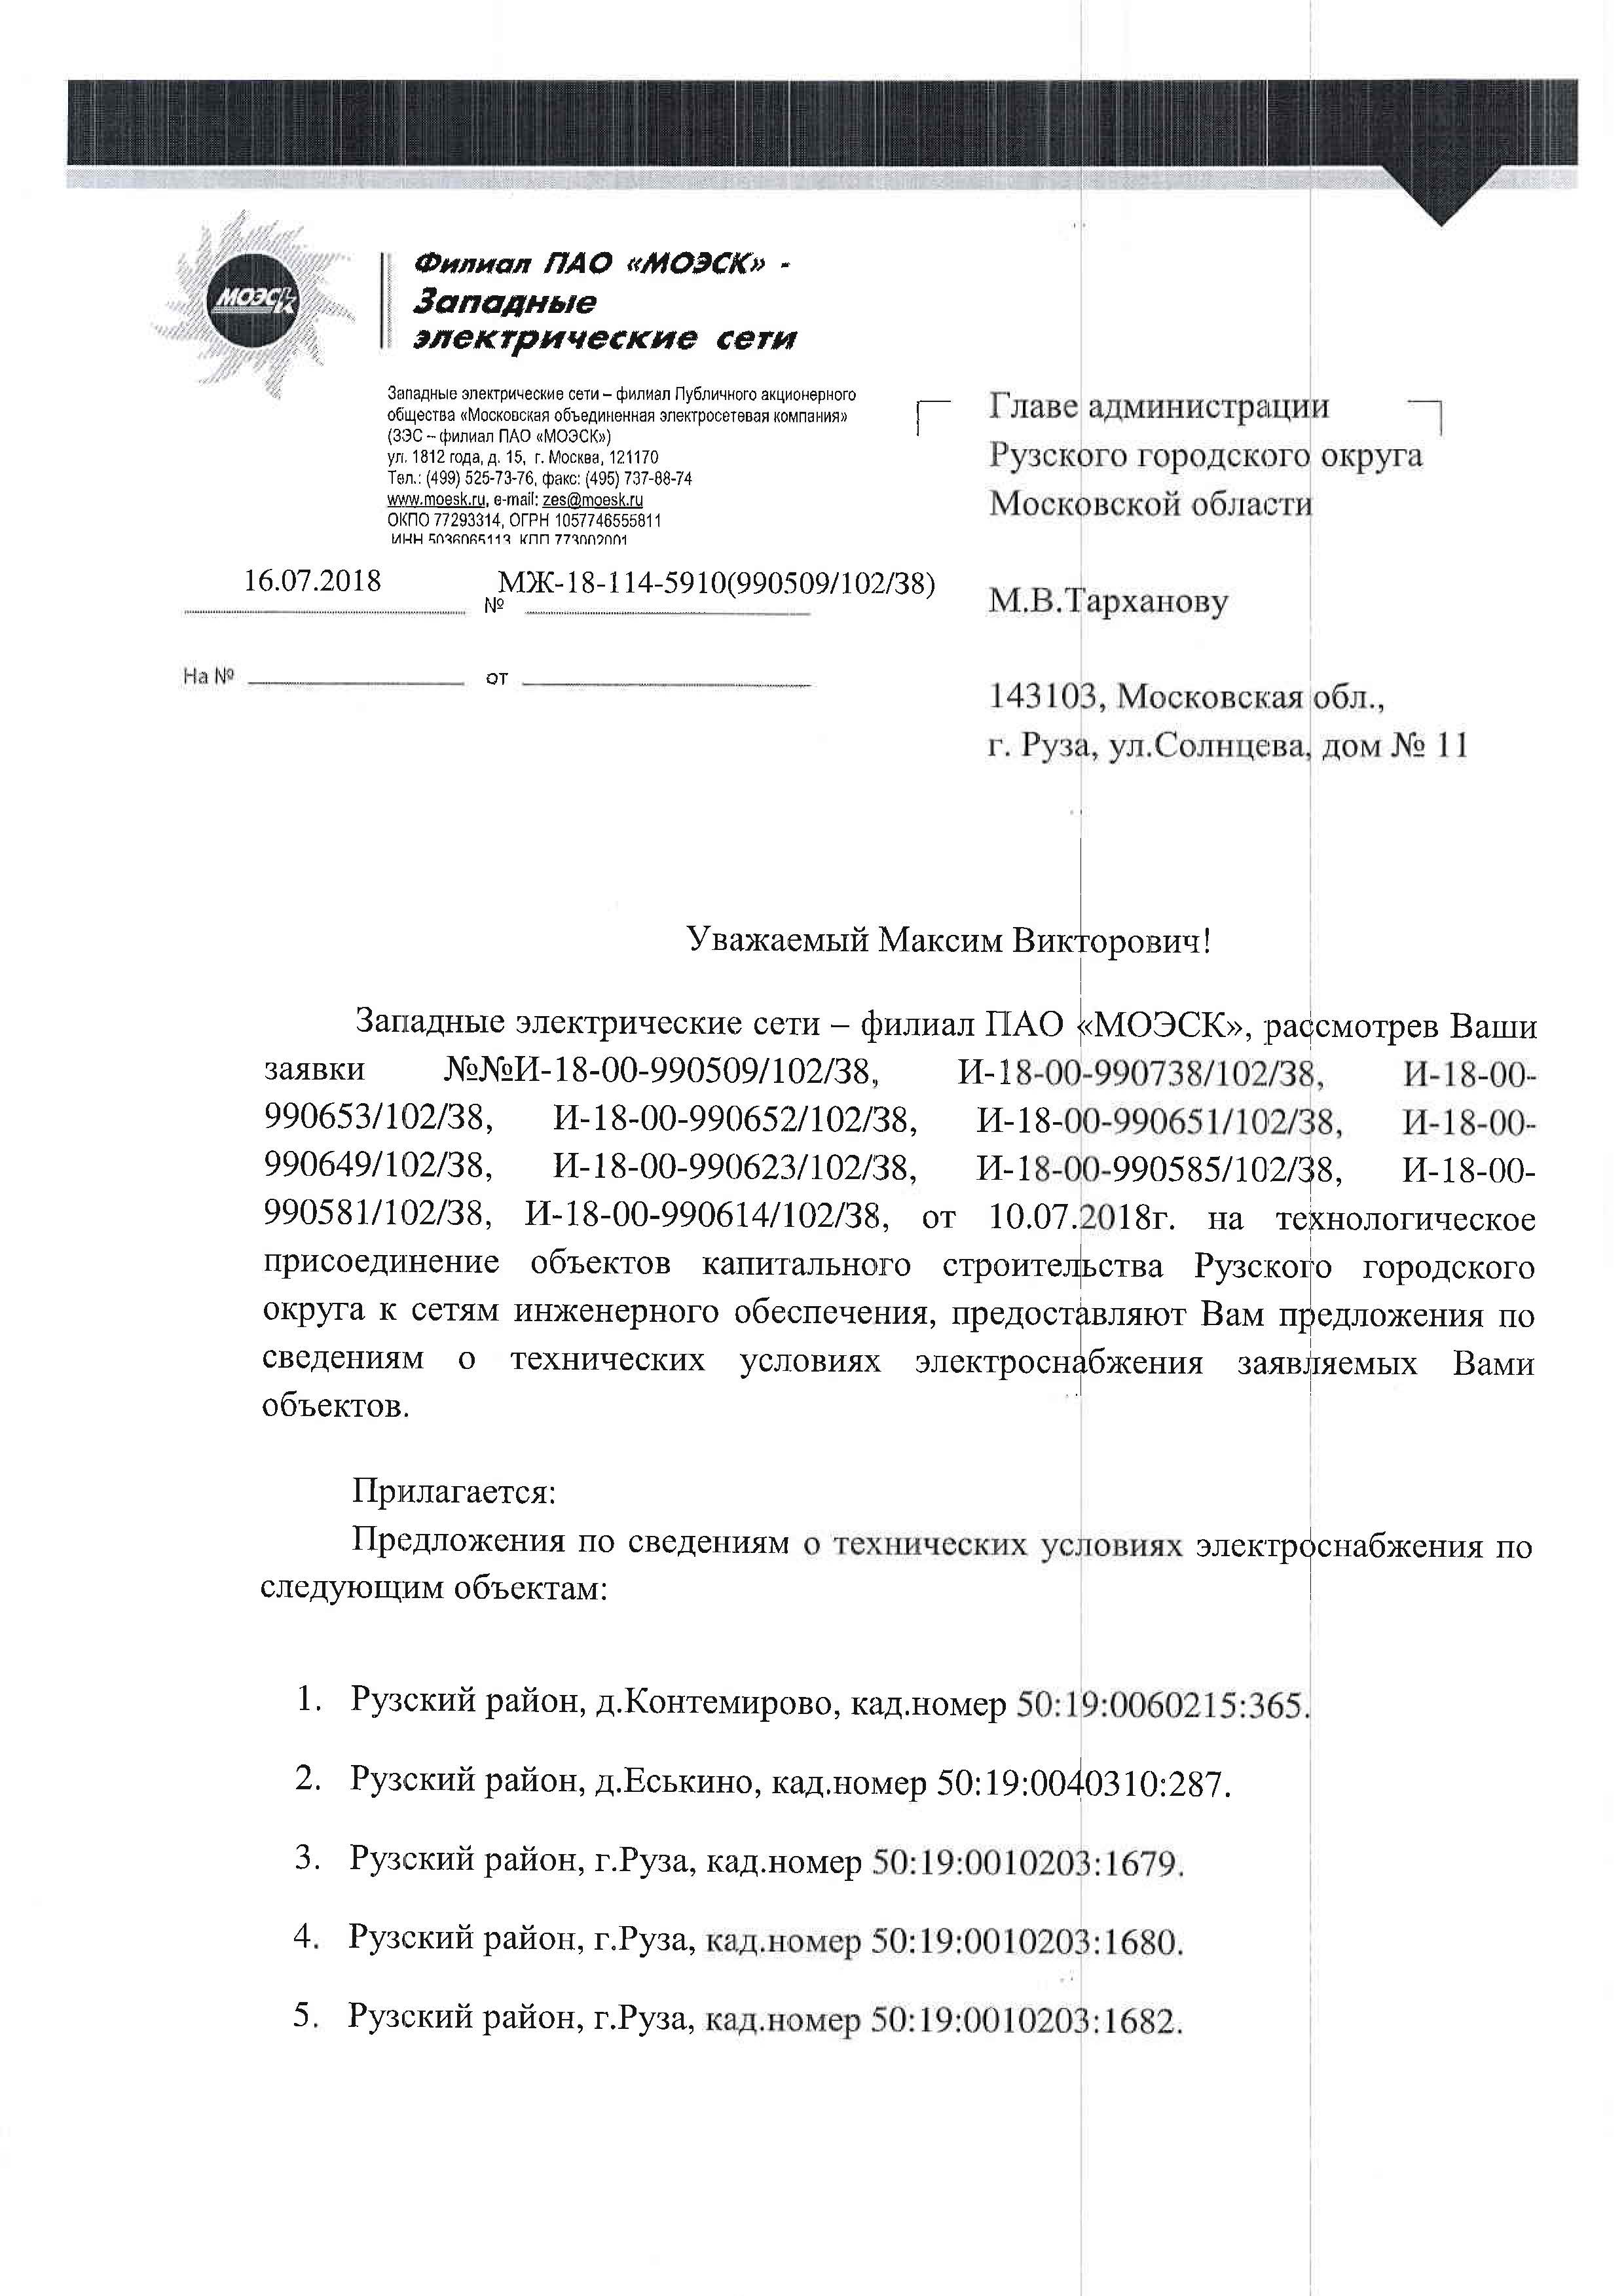 МОЭСК
Филиал ПАО «МОЭСК» -
Западные
электрические сети
Западные электрические сети – филиал Публичного акционерного
общества «Московская объединенная электросетевая компания»
(ЗЭС – филиал ПАО «МОЭСК»)
ул. 1812 года, д. 15, г. Москва, 121170
Тел.: (499) 525-73-76, факс: (495) 737-88-74
www.moesk.ru, e-mail: zes@moesk.ru
ОКПО 77293314, ОГРН 1057746555811
ИНН 5036065113 КПП 773002001
16.07.2018 № МЖ-18-114-5910(990509/102/38)
На № от
Главе администрации
Рузского городского округа
Московской области
М.В.Тарханову
143103, Московская обл.,
г. Руза, ул.Солнцева, дом № 11
Уважаемый Максим Викторович!
Западные электрические сети – филиал ПАО «МОЭСК», рассмотрев Ваши
заявки №№И-18-00-990509/102/38, И-18-00-990738/102/38, И-18-00-
990653/102/38, И-18-00-990652/102/38, И-18-00-990651/102/38, И-18-00-
990649/102/38, И-18-00-990623/102/38, И-18-00-990585/102/38, И-18-00-
990581/102/38, И-18-00-990614/102/38, от 10.07.2018г. на технологическое
присоединение объектов капитального строительства Рузского городского
округа к сетям инженерного обеспечения, предоставляют Вам предложения по
сведениям о технических условиях электроснабжения заявляемых Вами
объектов.
Прилагается:
Предложения по сведениям о технических условиях электроснабжения по
следующим объектам:
1. Рузский район, д.Контемирово, кад.номер 50:19:0060215:365.
2. Рузский район, д.Еськино, кад.номер 50:19:0040310:287.
3. Рузский район, г.Руза, кад.номер 50:19:0010203:1679.
4. Рузский район, г.Руза, кад.номер 50:19:0010203:1680.
5. Рузский район, г.Руза, кад.номер 50:19:0010203:1682.